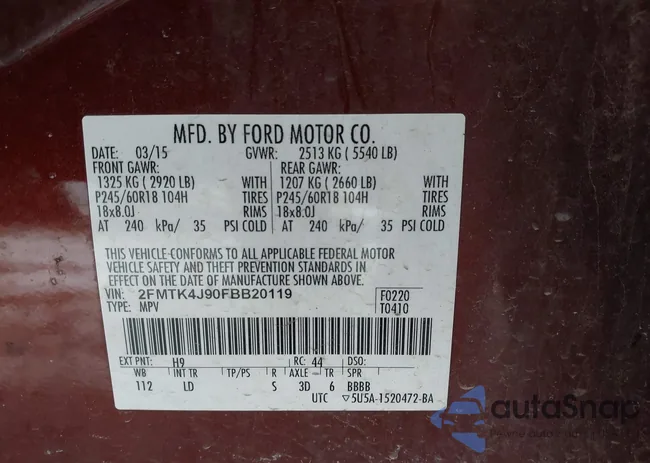 MFD. BY FORD MOTOR CO.
DATE: 03/15 GVWR: 2513 KG ( 5540 LB)
FRONT GAWR: REAR GAWR:
1325 KG ( 2920 LB) WITH 1207 KG ( 2660 LB) WITH
P245/60R18 104H TIRES P245/60R18 104H TIRES
18x8.0J RIMS 18x8.0J RIMS
AT 240 kPa/ 35 PSI COLD AT 240 kPa/ 35 PSI COLD
THIS VEHICLE-CONFORMS TO ALL APPLICABLE FEDERAL MOTOR
VEHICLE SAFETY AND THEFT PREVENTION STANDARDS IN
EFFECT ON THE DATE OF MANUFACTURE SHOWN ABOVE.
VIN: 2FMTK4J90FBB20119 F0220
TYPE: MPV T0410
EXT PNT: H9 RC: 44 DSO:
WB INT TR TP/PS R AXLE TR SPR
112 LD S 3D 6 BBBB
UTC ▽5U5A-1520472-BA
autoSnap